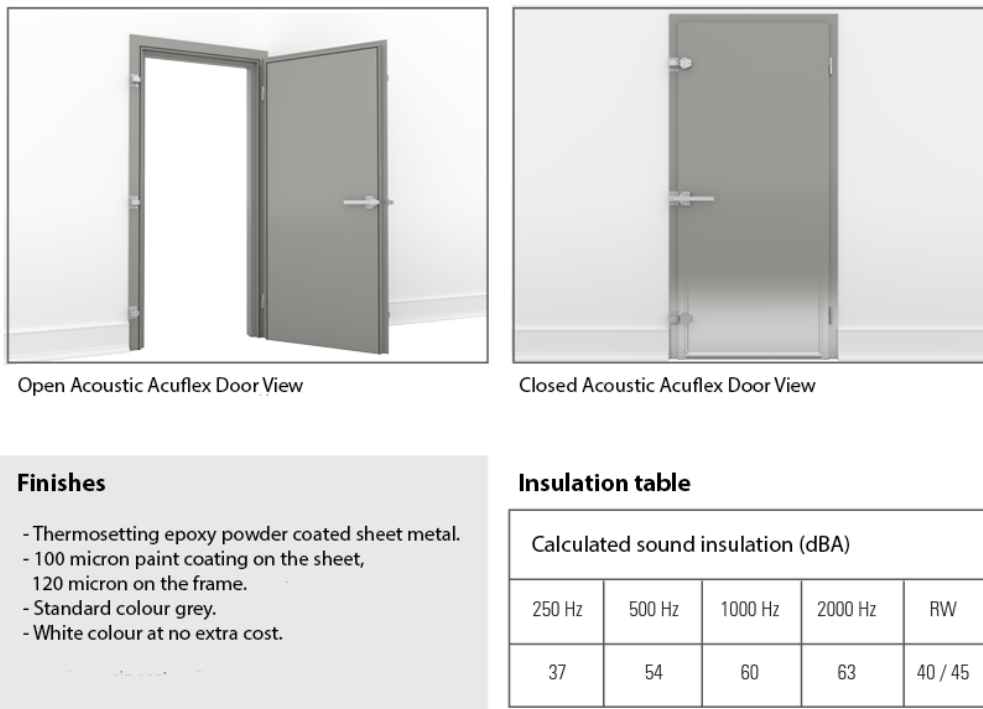 Open Acoustic Acuflex Door View
Closed Acoustic Acuflex Door View
Finishes
- Thermosetting epoxy powder coated sheet metal.
- 100 micron paint coating on the sheet,
120 micron on the frame.
- Standard colour grey.
- White colour at no extra cost.
Insulation table
Calculated sound insulation (dBA)
250 Hz 500 Hz 1000 Hz 2000 Hz RW
37 54 60 63 40 / 45